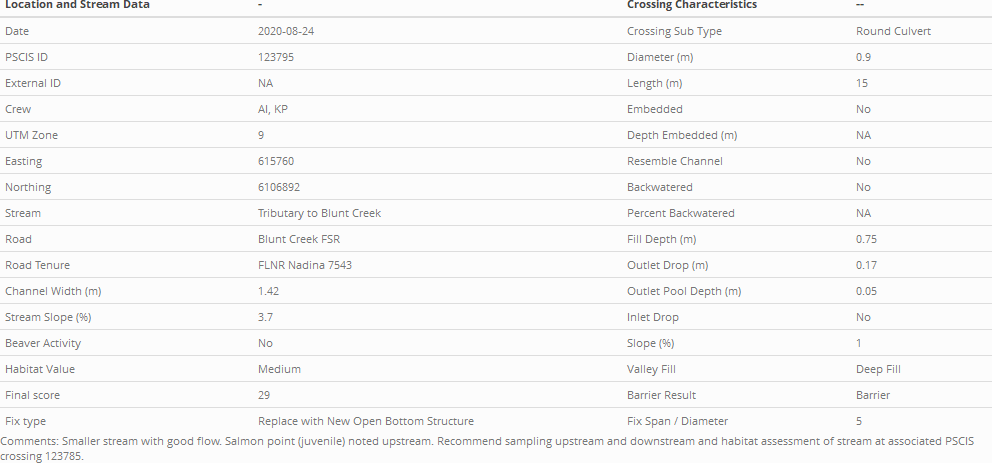 Location and Stream Data - Crossing Characteristics --
Date 2020-08-24 Crossing Sub Type Round Culvert
PSCIS ID 123795 Diameter (m) 0.9
External ID NA Length (m) 15
Crew AI, KP Embedded No
UTM Zone 9 Depth Embedded (m) NA
Easting 615760 Resemble Channel No
Northing 6106892 Backwatered No
Stream Tributary to Blunt Creek Percent Backwatered NA
Road Blunt Creek FSR Fill Depth (m) 0.75
Road Tenure FLNR Nadina 7543 Outlet Drop (m) 0.17
Channel Width (m) 1.42 Outlet Pool Depth (m) 0.05
Stream Slope (%) 3.7 Inlet Drop No
Beaver Activity No Slope (%) 1
Habitat Value Medium Valley Fill Deep Fill
Final score 29 Barrier Result Barrier
Fix type Replace with New Open Bottom Structure Fix Span / Diameter 5
Comments: Smaller stream with good flow. Salmon point (juvenile) noted upstream. Recommend sampling upstream and downstream and habitat assessment of stream at associated PSCIS
crossing 123785.